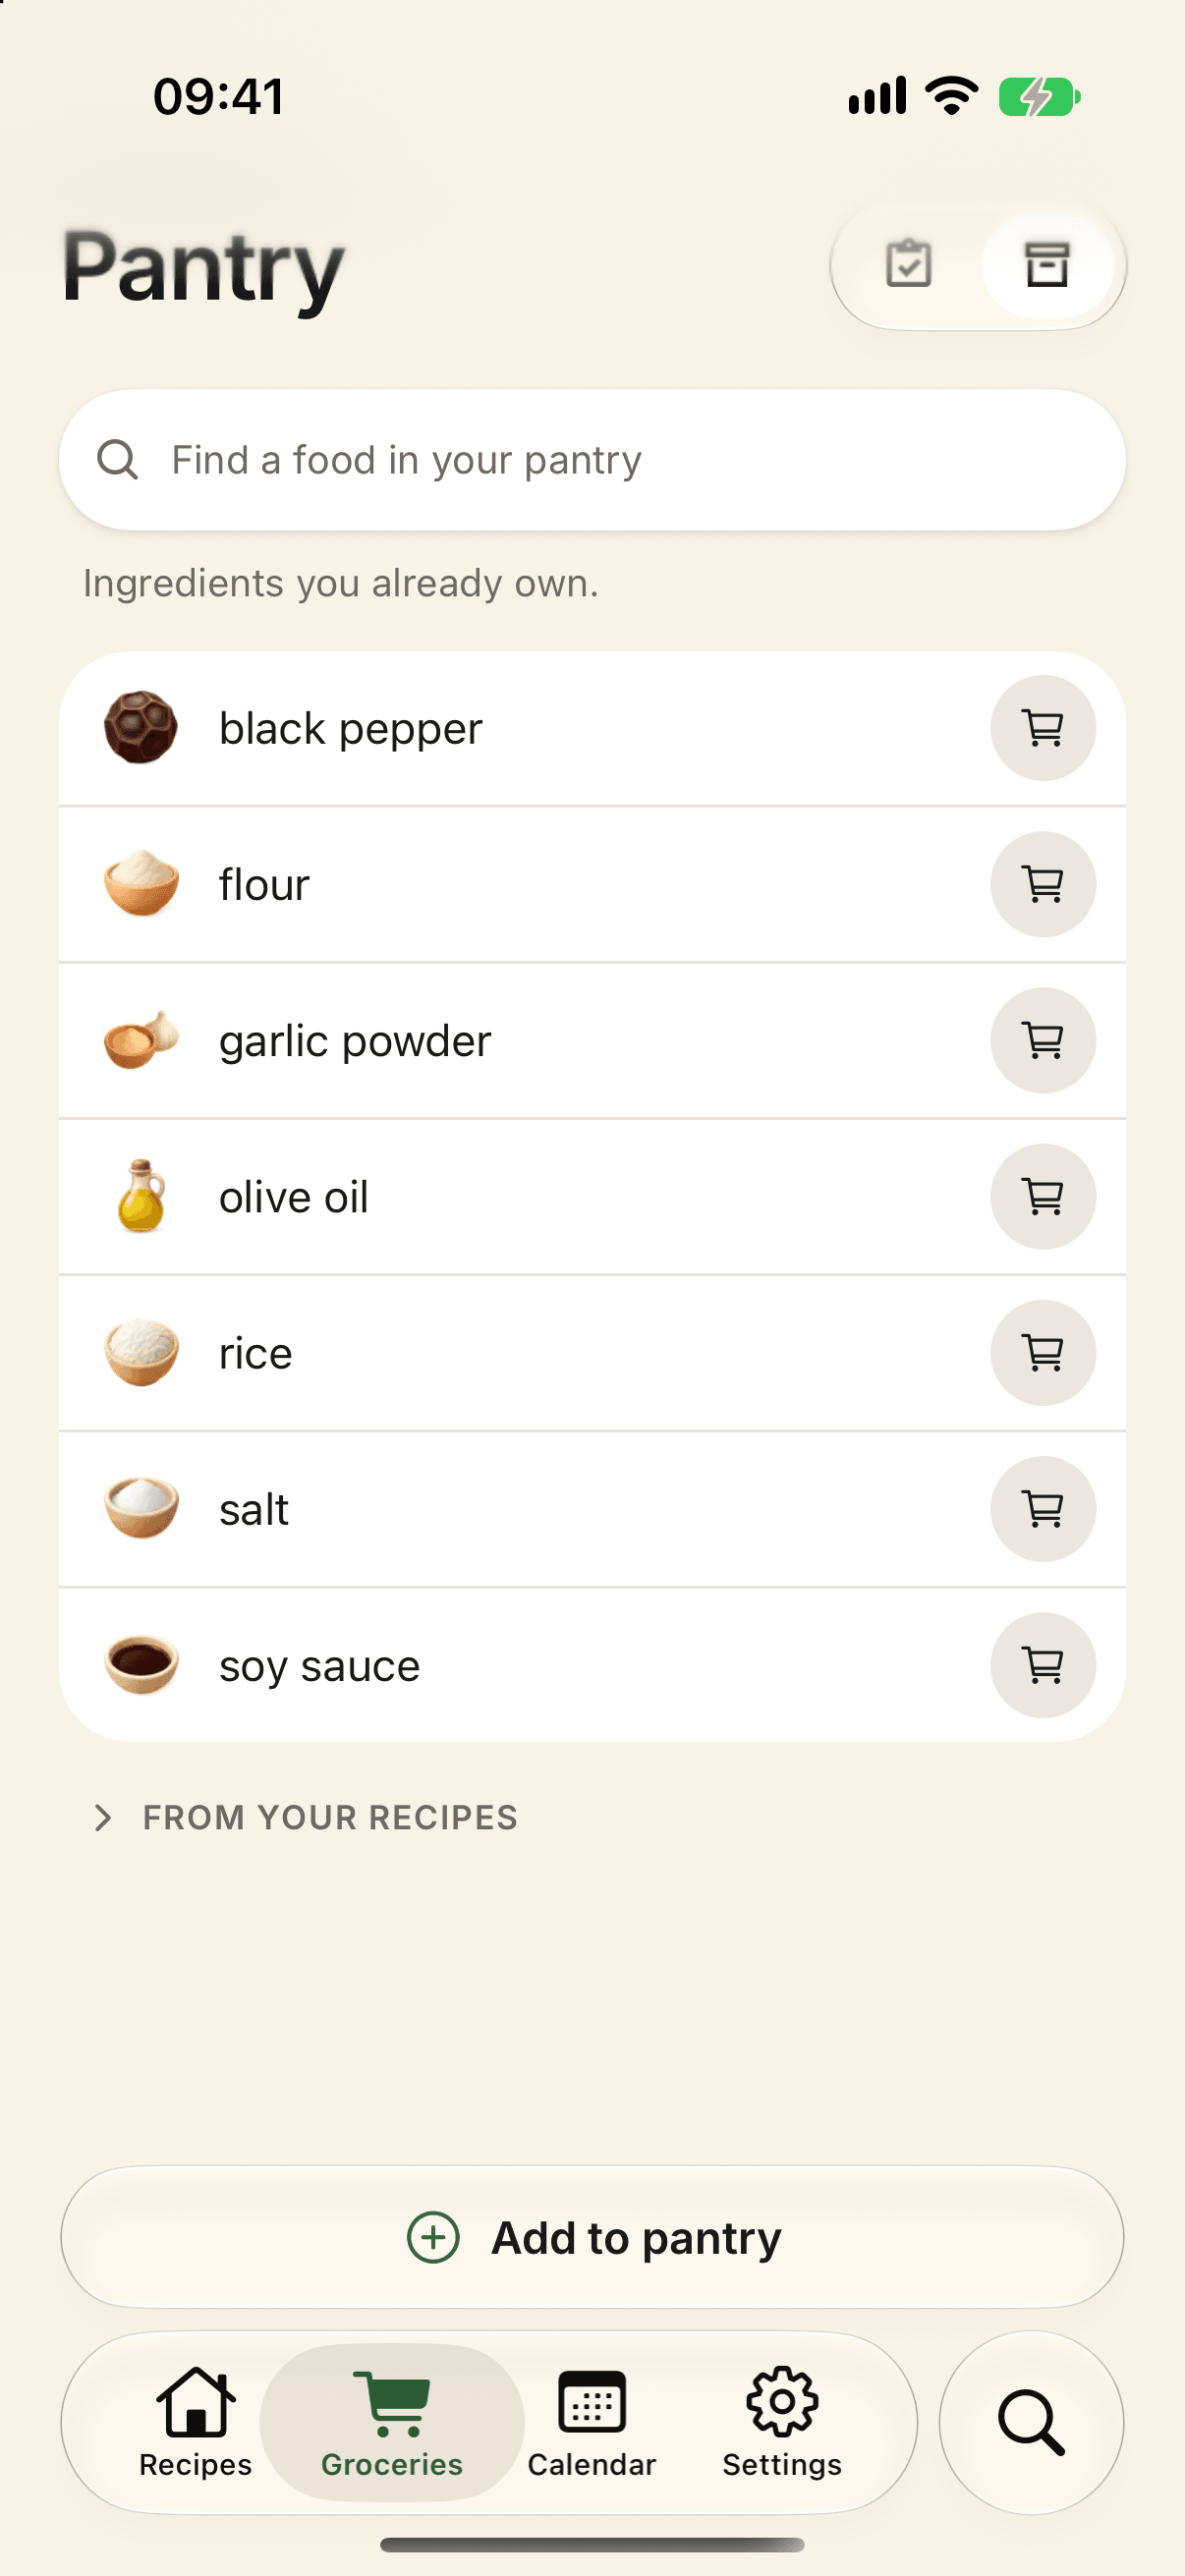 09:41
Pantry
Find a food in your pantry
Ingredients you already own.
black pepper
flour
garlic powder
olive oil
rice
salt
soy sauce
FROM YOUR RECIPES
Add to pantry
Recipes
Groceries
Calendar
Settings